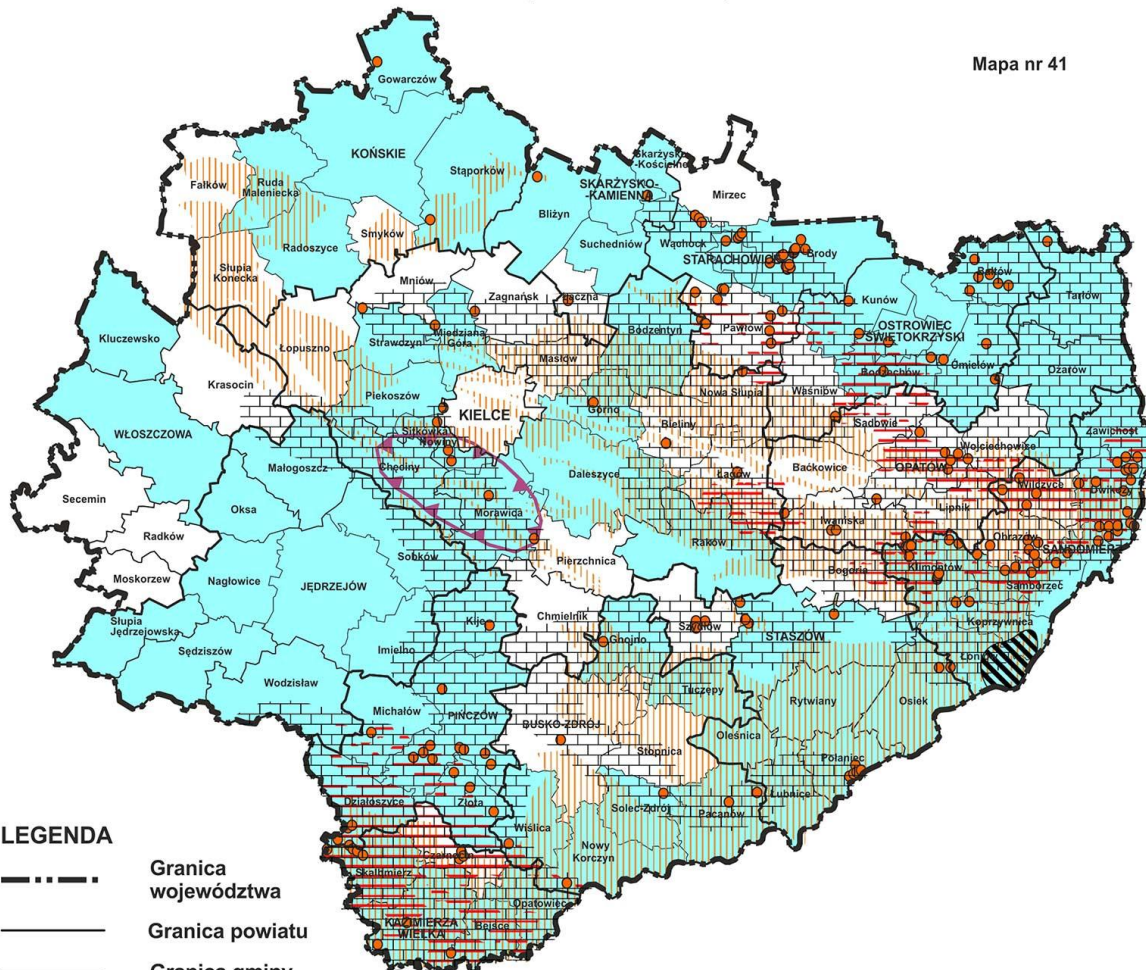 Mapa nr 41
Gowarczów
KOŃSKIE
Stąporków
Fałków
Ruda
Maleniecka
Smyków
Radoszyce
Słupia
Konecka
Skarżysko
-Kościelne
SKARŻYSKO-
-KAMIENNA
Bliżyn
Mirzec
Suchedniów
Wąchock
STARACHOWICE
Brody
Mniów
Zagnańsk
Łączna
Bodzentyn
Pawłów
Kunów
OSTROWIEC
ŚWIĘTOKRZYSKI
Bałtów
Tarłów
Ćmielów
Ożarów
Bodzechów
Kluczewsko
Łopuszno
Strawczyn
Miedziana
Góra
Masłów
Krasocin
Piekoszów
KIELCE
Górno
Nowa Słupia
Waśniów
Sadowie
WŁOSZCZOWA
Sitkówka
Nowiny
Bieliny
Wojciechowice
Zawichost
Małogoszcz
Chęciny
Daleszyce
Łagów
Baćkowice
OPATÓW
Wilczyce
Dwikozy
Secemin
Oksa
Morawica
Iwaniska
Lipnik
Radków
Sobków
Pierzchnica
Raków
Obrazów
SANDOMIERZ
Moskorzew
Nagłowice
JĘDRZEJÓW
Bogoria
Klimontów
Samborzec
Słupia
Jędrzejowska
Kije
Chmielnik
Gnojno
Szydłów
STASZÓW
Koprzywnica
Sędziszów
Imielno
Łoniów
Wodzisław
Michałów
PIŃCZÓW
BUSKO-ZDRÓJ
Tuczępy
Rytwiany
Osiek
Stopnica
Oleśnica
Połaniec
Działoszyce
Złota
Solec-Zdrój
Pacanów
Łubnice
Wiślica
Nowy
Korczyn
Czarnocin
Skalbmierz
Opatowiec
KAZIMIERZA
WIELKA
Bejsce
LEGENDA
Granica
województwa
Granica powiatu
Granica gminy